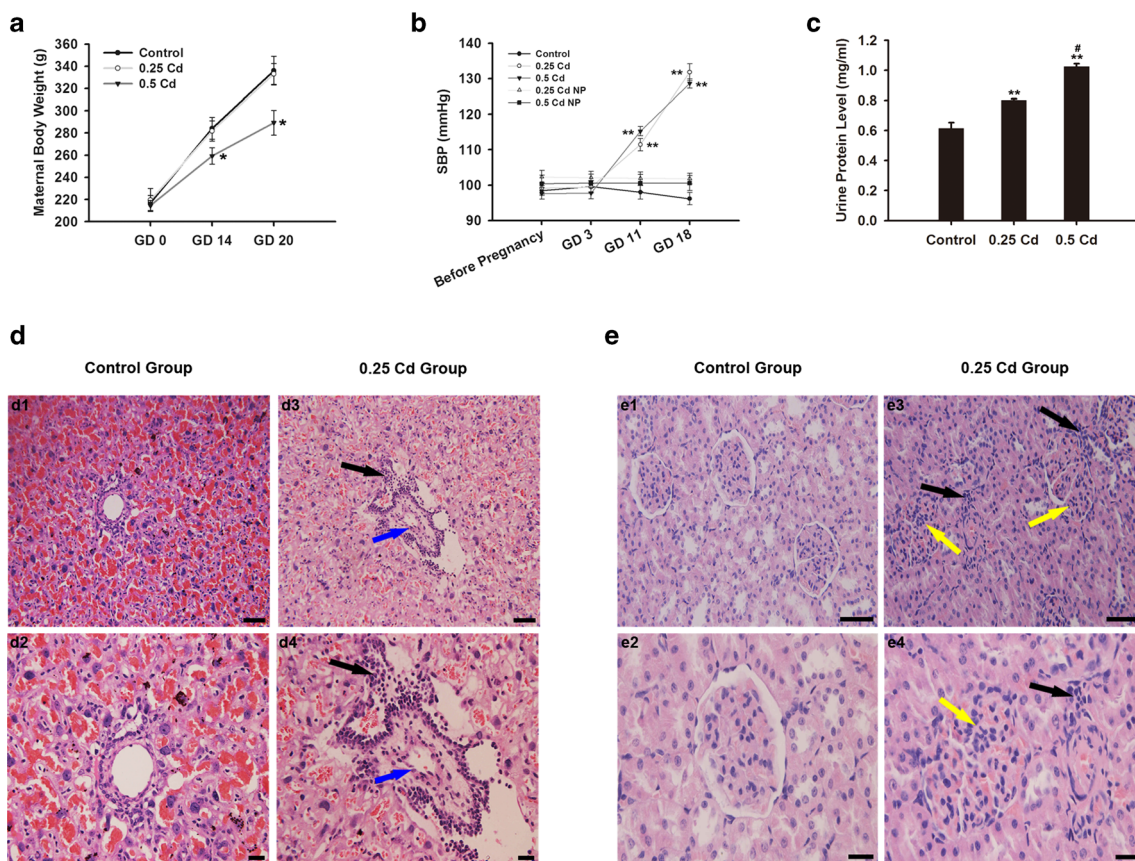 a
360
340
320
300
280
260
240
220
200
Maternal Body Weight (g)
Control
0.25 Cd
0.5 Cd
*
*
GD 0
GD 14
GD 20
b
140
130
120
110
100
90
SBP (mmHg)
Control
0.25 Cd
0.5 Cd
0.25 Cd NP
0.5 Cd NP
**
**
**
**
Before Pregnancy
GD 3
GD 11
GD 18
c
1.4
1.2
1.0
0.8
0.6
0.4
0.2
0.0
Urine Protein Level (mg/ml)
**
#
**
Control
0.25 Cd
0.5 Cd
d
Control Group
0.25 Cd Group
d1
d3
d2
d4
e
Control Group
0.25 Cd Group
e1
e3
e2
e4